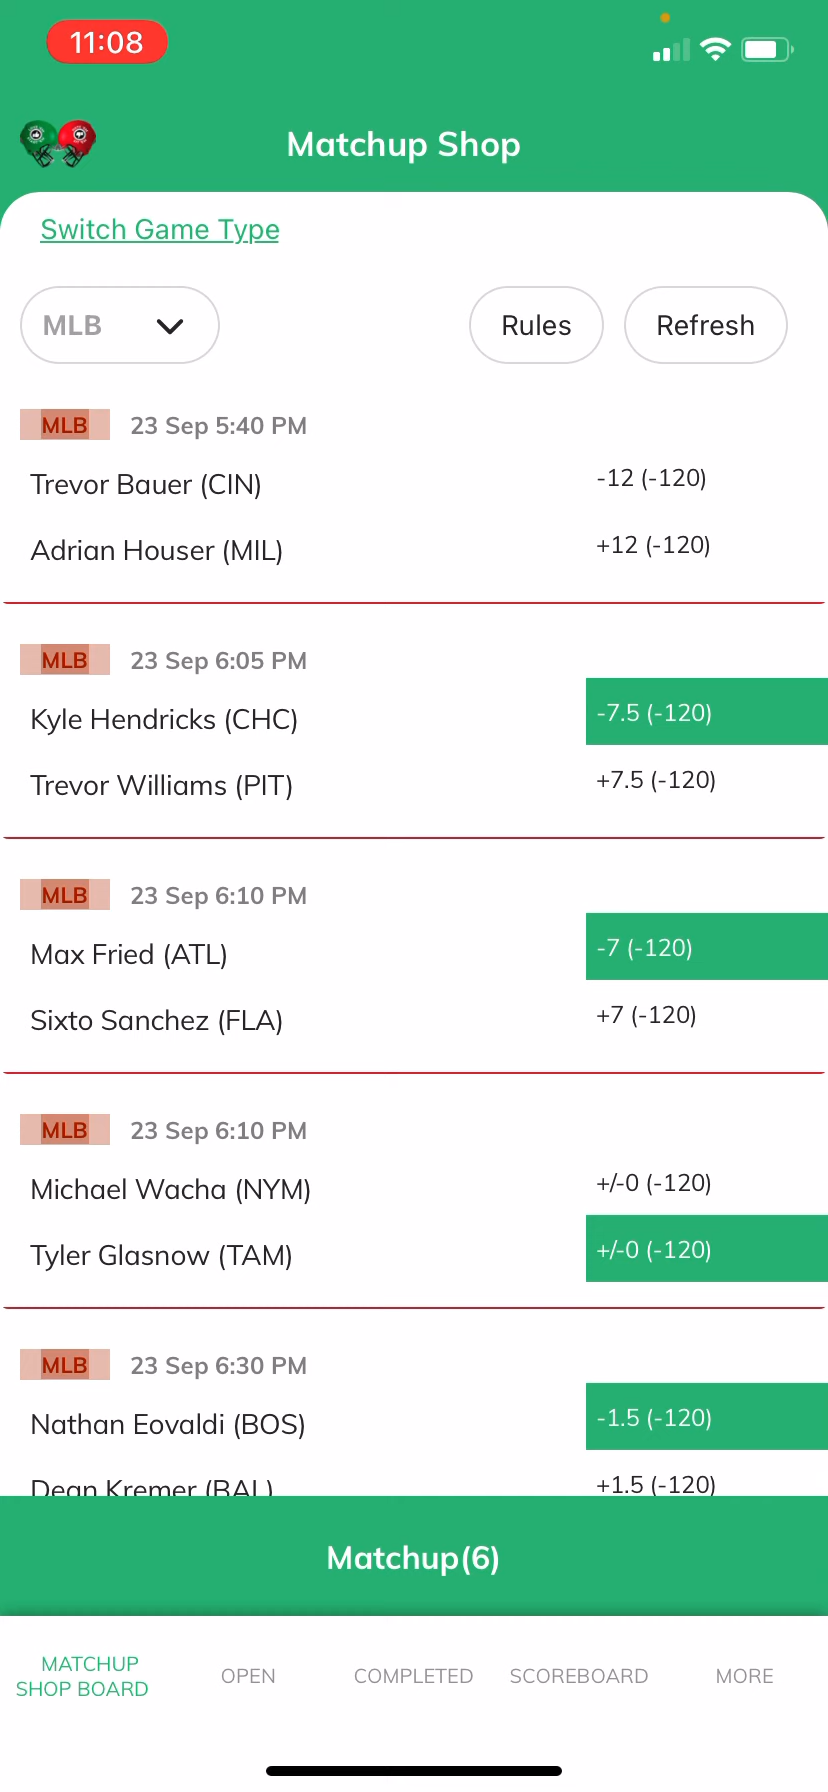 11:08
Matchup Shop
Switch Game Type
MLB
Rules
Refresh
MLB 23 Sep 5:40 PM
Trevor Bauer (CIN) -12 (-120)
Adrian Houser (MIL) +12 (-120)
MLB 23 Sep 6:05 PM
Kyle Hendricks (CHC) -7.5 (-120)
Trevor Williams (PIT) +7.5 (-120)
MLB 23 Sep 6:10 PM
Max Fried (ATL) -7 (-120)
Sixto Sanchez (FLA) +7 (-120)
MLB 23 Sep 6:10 PM
Michael Wacha (NYM) +/-0 (-120)
Tyler Glasnow (TAM) +/-0 (-120)
MLB 23 Sep 6:30 PM
Nathan Eovaldi (BOS) -1.5 (-120)
Dean Kremer (BAL) +1.5 (-120)
Matchup(6)
MATCHUP
SHOP BOARD
OPEN
COMPLETED
SCOREBOARD
MORE